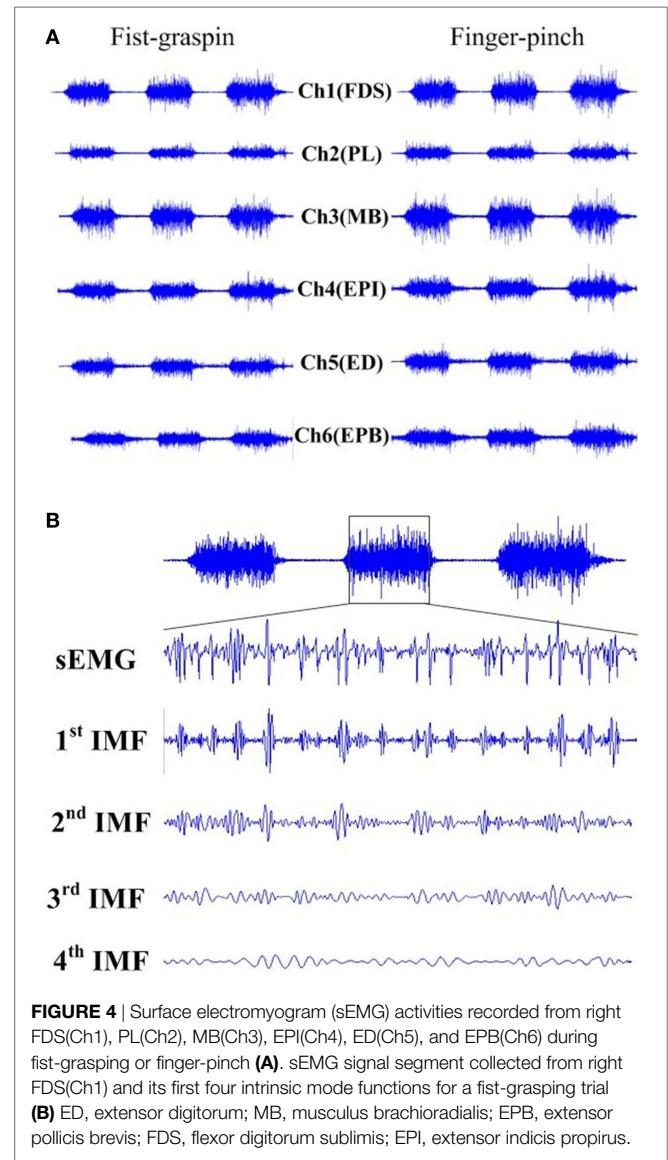 A
Fist-graspin Finger-pinch
Ch1(FDS)
Ch2(PL)
Ch3(MB)
Ch4(EPI)
Ch5(ED)
Ch6(EPB)
B
sEMG
1st IMF
2nd IMF
3rd IMF
4th IMF
FIGURE 4 | Surface electromyogram (sEMG) activities recorded from right
FDS(Ch1), PL(Ch2), MB(Ch3), EPI(Ch4), ED(Ch5), and EPB(Ch6) during
fist-grasping or finger-pinch (A). sEMG signal segment collected from right
FDS(Ch1) and its first four intrinsic mode functions for a fist-grasping trial
(B) ED, extensor digitorum; MB, musculus brachioradialis; EPB, extensor
pollicis brevis; FDS, flexor digitorum sublimis; EPI, extensor indicis propirus.